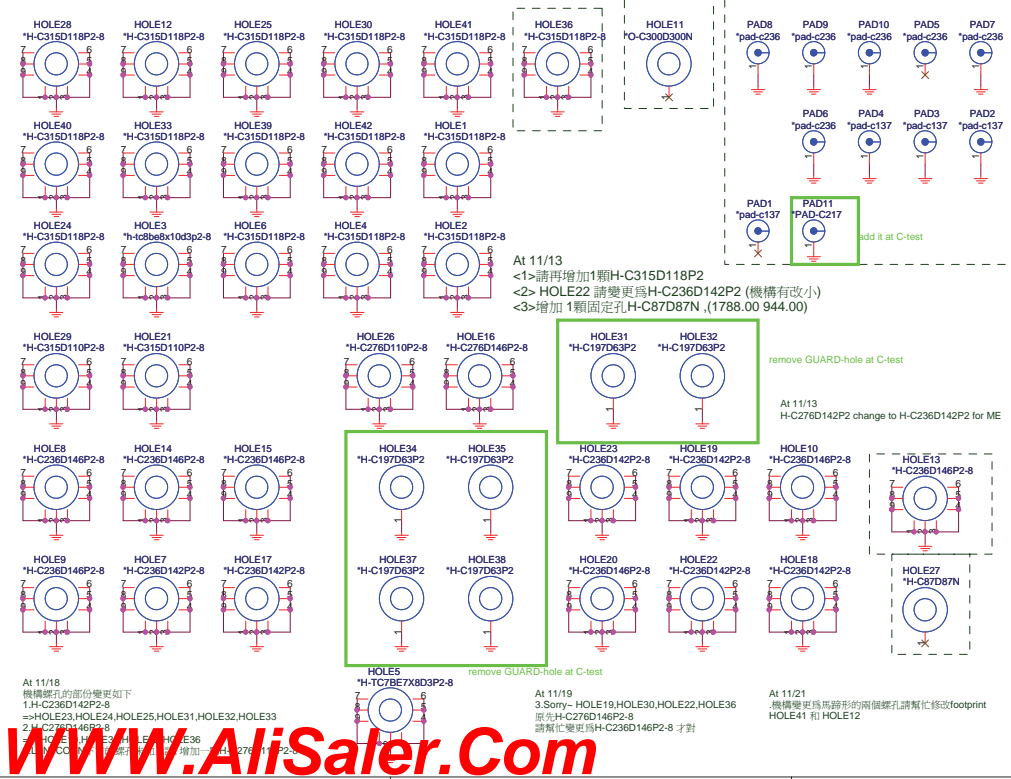 HOLE28 HOLE12 HOLE25 HOLE30 HOLE41 HOLE36 HOLE11 PAD8 PAD9 PAD10 PAD5 PAD7
*H-C315D118P2-8 *H-C315D118P2-8 *H-C315D118P2-8 *H-C315D118P2-8 *H-C315D118P2-8 *H-C315D118P2-8 *O-C300D300N *pad-c236 *pad-c236 *pad-c236 *pad-c236 *pad-c236
HOLE40 HOLE33 HOLE39 HOLE42 HOLE1 PAD6 PAD4 PAD3 PAD2
*H-C315D118P2-8 *H-C315D118P2-8 *H-C315D118P2-8 *H-C315D118P2-8 *H-C315D118P2-8 *pad-c236 *pad-c137 *pad-c137 *pad-c137
PAD1 PAD11
*pad-c137 *PAD-C217
add it at C-test
HOLE24 HOLE3 HOLE6 HOLE4 HOLE2
*H-C315D118P2-8 *h-tc8be8x10d3p2-8 *H-C315D118P2-8 *H-C315D118P2-8 *H-C315D118P2-8
At 11/13
<1>請再增加1顆H-C315D118P2
<2> HOLE22 請變更爲H-C236D142P2 (機構有改小)
<3>增加 1顆固定孔H-C87D87N ,(1788.00 944.00)
HOLE29 HOLE21 HOLE26 HOLE16 HOLE31 HOLE32
*H-C315D110P2-8 *H-C315D110P2-8 *H-C276D110P2-8 *H-C276D146P2-8 *H-C197D63P2 *H-C197D63P2
remove GUARD-hole at C-test
At 11/13
H-C276D142P2 change to H-C236D142P2 for ME
HOLE8 HOLE14 HOLE15 HOLE34 HOLE35 HOLE23 HOLE19 HOLE10 HOLE13
*H-C236D146P2-8 *H-C236D146P2-8 *H-C236D146P2-8 *H-C197D63P2 *H-C197D63P2 *H-C236D142P2-8 *H-C236D142P2-8 *H-C236D146P2-8 *H-C236D146P2-8
HOLE9 HOLE7 HOLE17 HOLE37 HOLE38 HOLE20 HOLE22 HOLE18 HOLE27
*H-C236D146P2-8 *H-C236D142P2-8 *H-C236D142P2-8 *H-C197D63P2 *H-C197D63P2 *H-C236D146P2-8 *H-C236D142P2-8 *H-C236D142P2-8 *H-C87D87N
HOLE5
*H-TC7BE7X8D3P2-8
remove GUARD-hole at C-test
At 11/18
機構螺孔的部份變更如下
1.H-C236D142P2-8
=>HOLE23,HOLE24,HOLE25,HOLE31,HOLE32,HOLE33
2.H-C276D146P2-8
At 11/19
3.Sorry~ HOLE19,HOLE30,HOLE22,HOLE36
原先H-C276D146P2-8
請幫忙變更爲H-C236D146P2-8 才對
At 11/21
.機構變更爲馬蹄形的兩個螺孔請幫忙修改footprint
HOLE41 和 HOLE12
WWW.AliSaler.Com